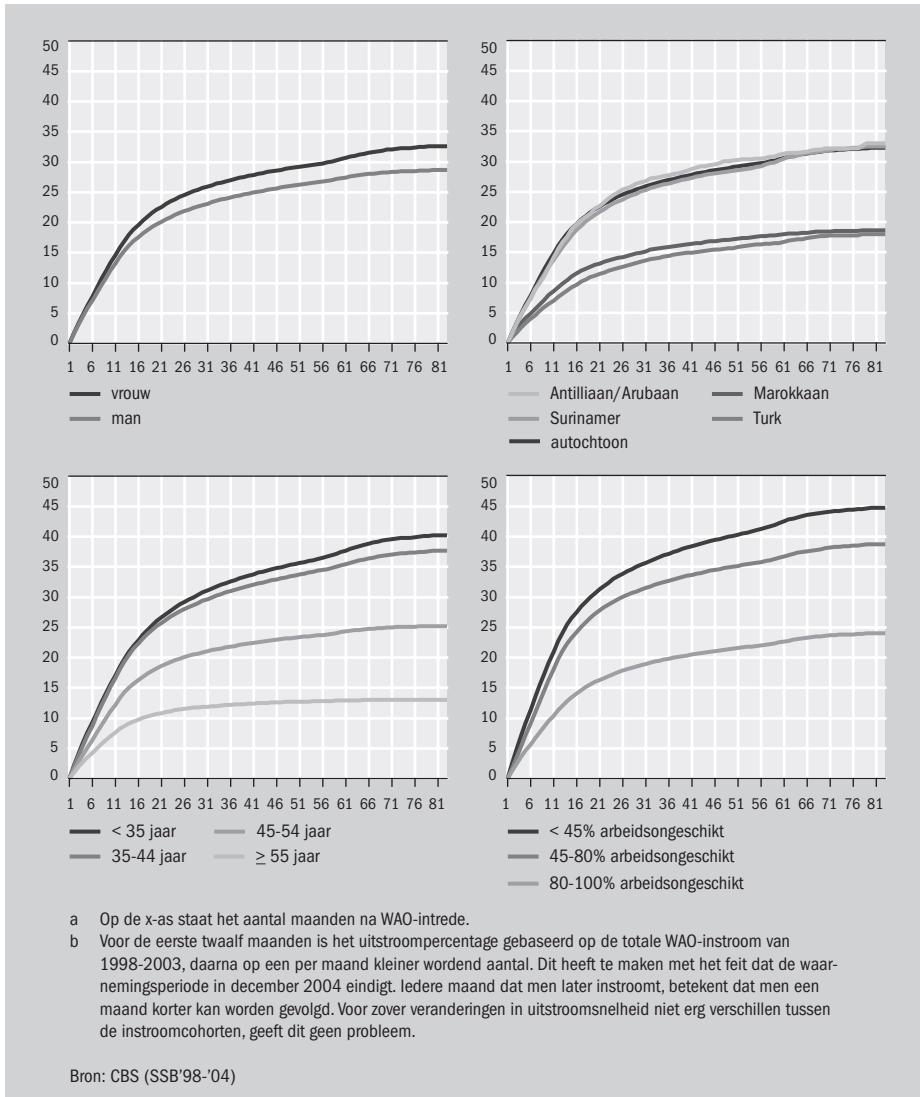 50
45
40
35
30
25
20
15
10
5
0
1 6 11 16 21 26 31 36 41 46 51 56 61 66 71 76 81
vrouw
man
50
45
40
35
30
25
20
15
10
5
0
1 6 11 16 21 26 31 36 41 46 51 56 61 66 71 76 81
Antilliaan/Arubaan Marokkaan
Surinamer Turk
autochtoon
50
45
40
35
30
25
20
15
10
5
0
1 6 11 16 21 26 31 36 41 46 51 56 61 66 71 76 81
< 35 jaar 45-54 jaar
35-44 jaar ≥ 55 jaar
50
45
40
35
30
25
20
15
10
5
0
1 6 11 16 21 26 31 36 41 46 51 56 61 66 71 76 81
< 45% arbeidsongeschikt
45-80% arbeidsongeschikt
80-100% arbeidsongeschikt
a Op de x-as staat het aantal maanden na WAO-intrede.
b Voor de eerste twaalf maanden is het uitstroompercentage gebaseerd op de totale WAO-instroom van
1998-2003, daarna op een per maand kleiner wordend aantal. Dit heeft te maken met het feit dat de waar-
nemingsperiode in december 2004 eindigt. Iedere maand dat men later instroomt, betekent dat men een
maand korter kan worden gevolgd. Voor zover veranderingen in uitstroomsnelheid niet erg verschillen tussen
de instroomcohorten, geeft dit geen probleem.
Bron: CBS (SSB'98-'04)